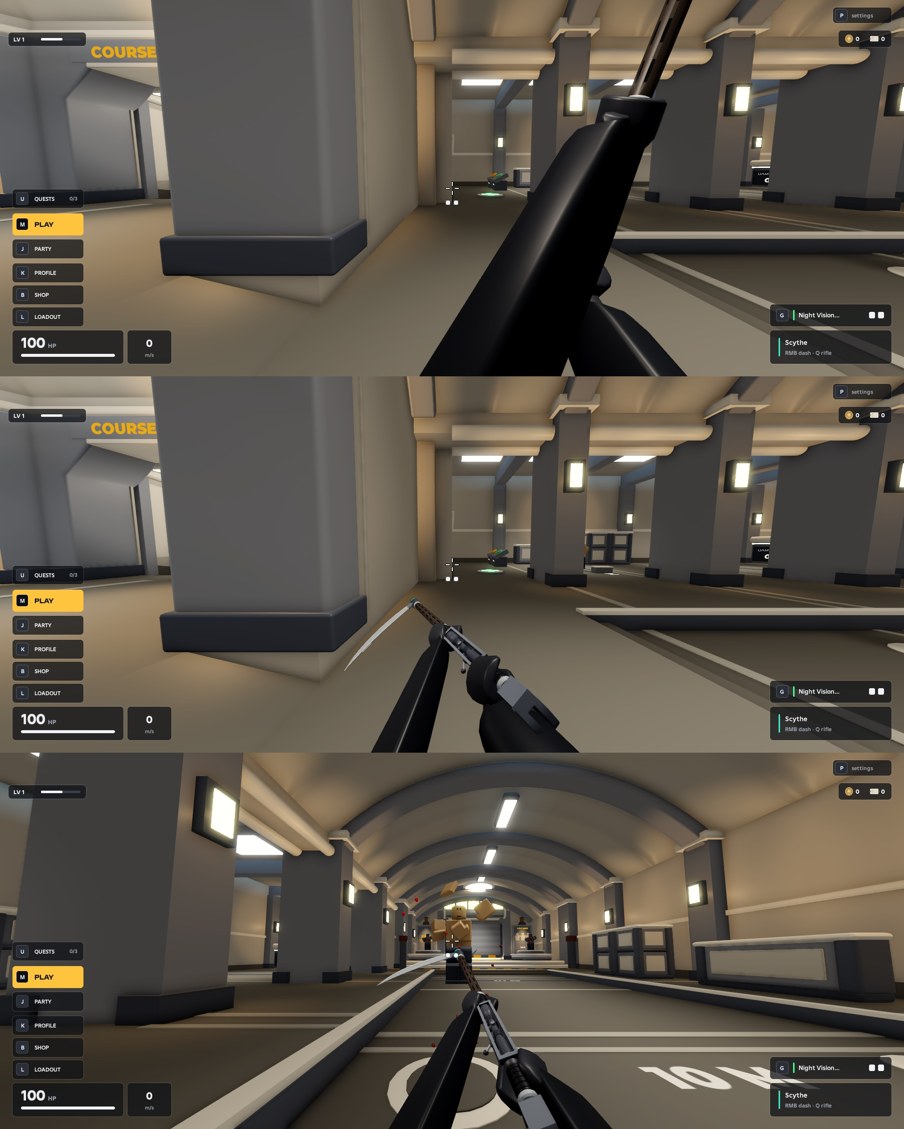 P settings
LV 1
0 0
COURSE
U QUESTS 0/3
M PLAY
J PARTY
K PROFILE
B SHOP
L LOADOUT
100 HP
0
m/s
G Night Vision...
Scythe
RMB dash · Q rifle
P settings
LV 1
0 0
COURSE
U QUESTS 0/3
M PLAY
J PARTY
K PROFILE
B SHOP
L LOADOUT
100 HP
0
m/s
G Night Vision...
Scythe
RMB dash · Q rifle
P settings
LV 1
0 0
U QUESTS 0/3
M PLAY
J PARTY
K PROFILE
B SHOP
L LOADOUT
10 M
100 HP
0
m/s
G Night Vision...
Scythe
RMB dash · Q rifle